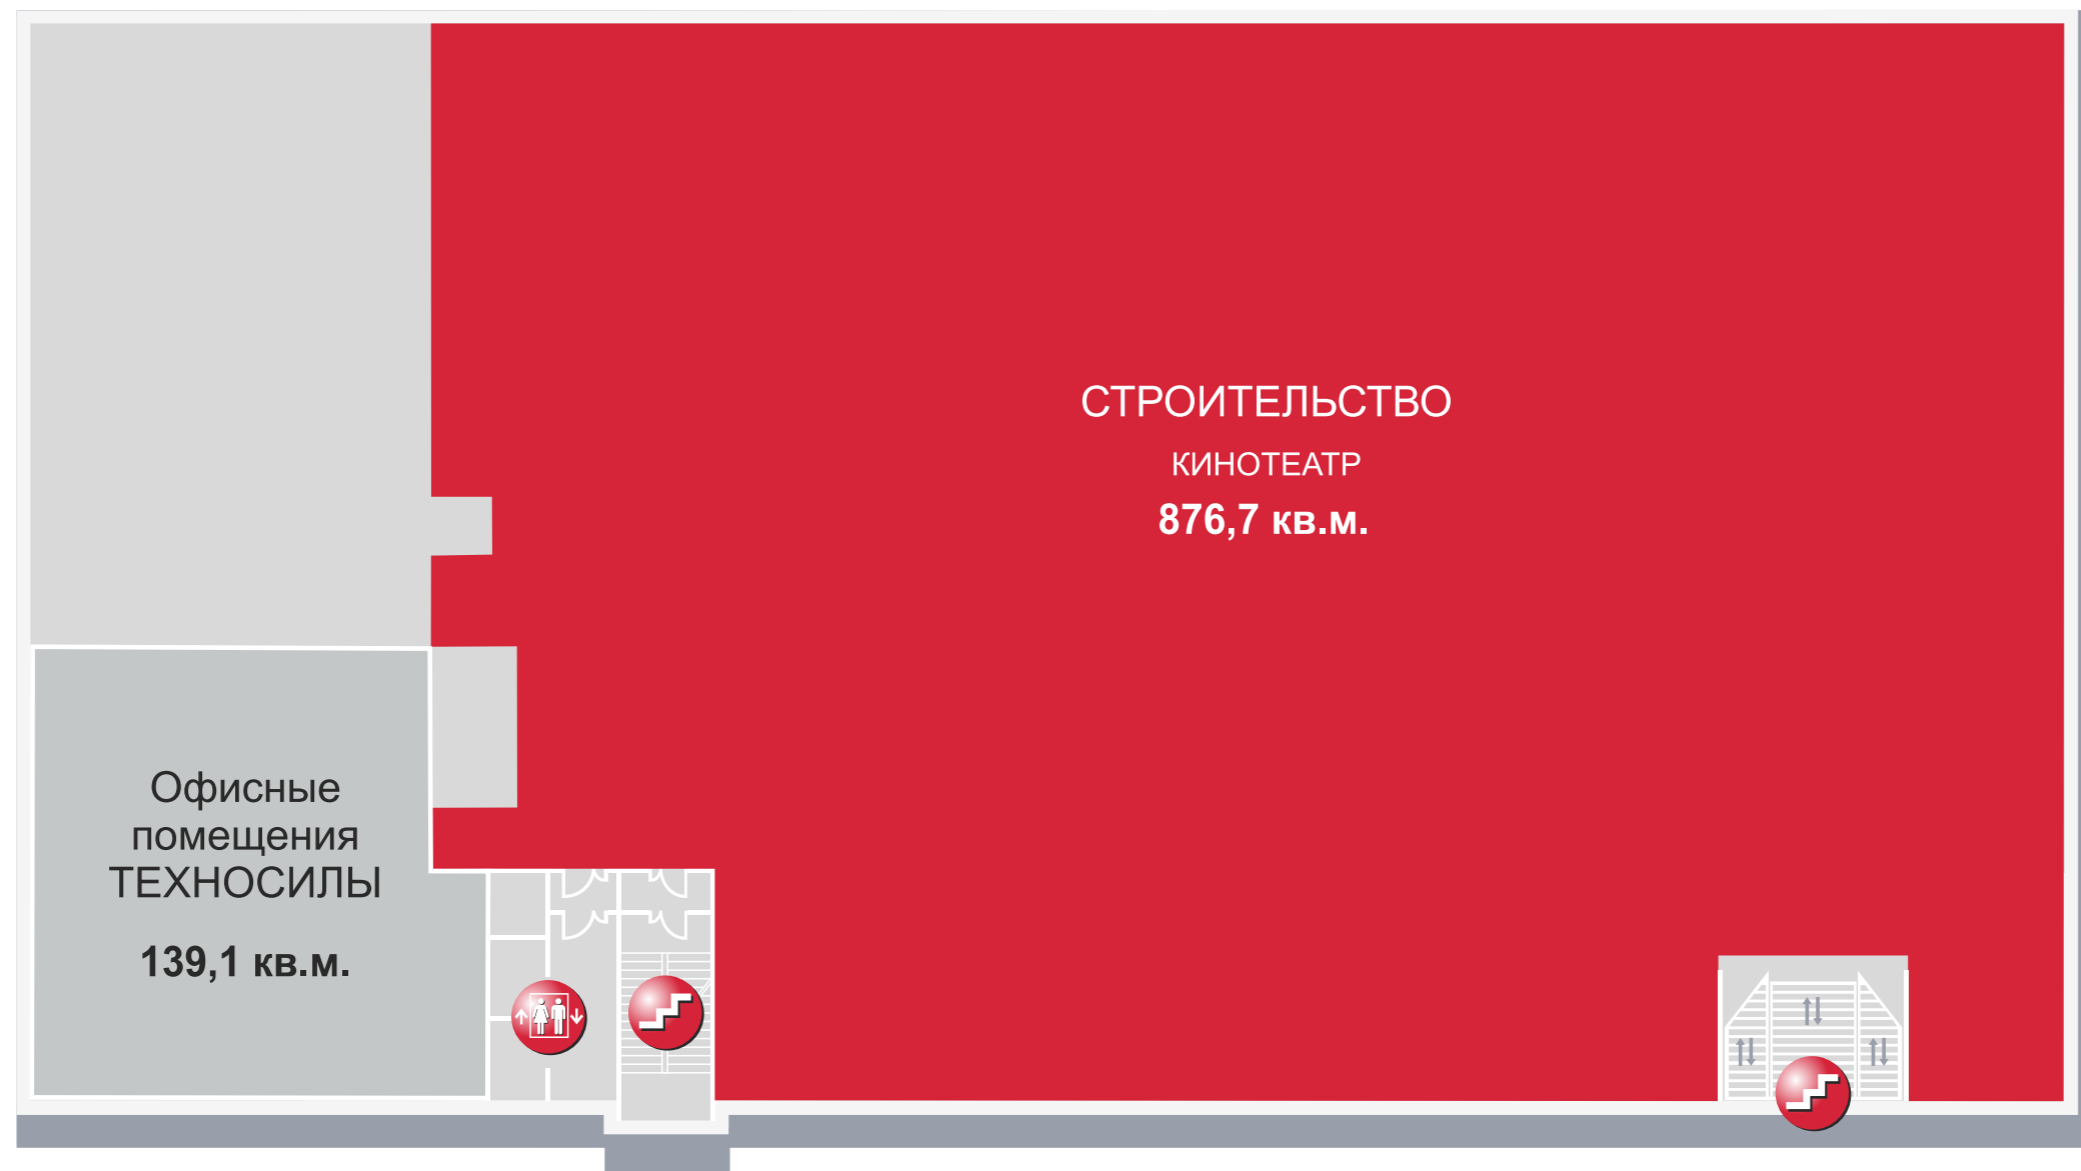 СТРОИТЕЛЬСТВО
КИНОТЕАТР
876,7 кв.м.
Офисные
помещения
ТЕХНОСИЛЫ
139,1 кв.м.